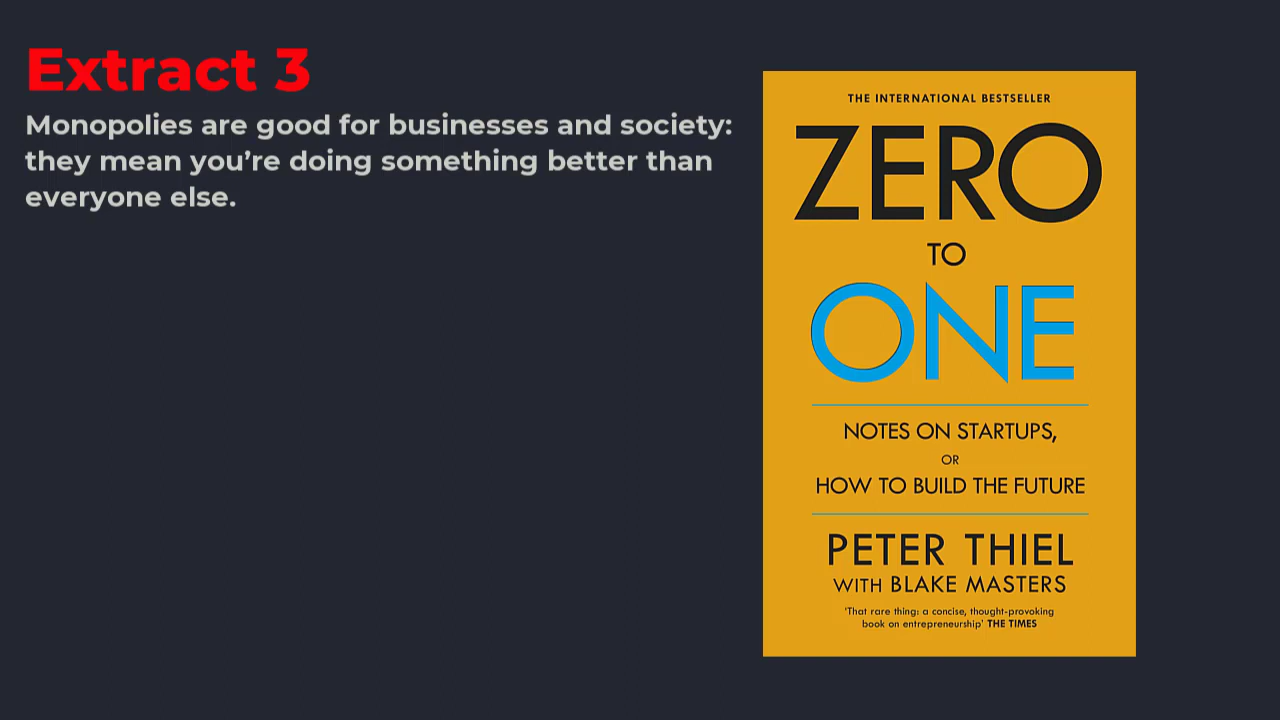 Extract 3
Monopolies are good for businesses and society:
they mean you’re doing something better than
everyone else.
THE INTERNATIONAL BESTSELLER
ZERO
TO
ONE
NOTES ON STARTUPS,
OR
HOW TO BUILD THE FUTURE
PETER THIEL
WITH BLAKE MASTERS
'That rare thing: a concise, thought-provoking
book on entrepreneurship' THE TIMES